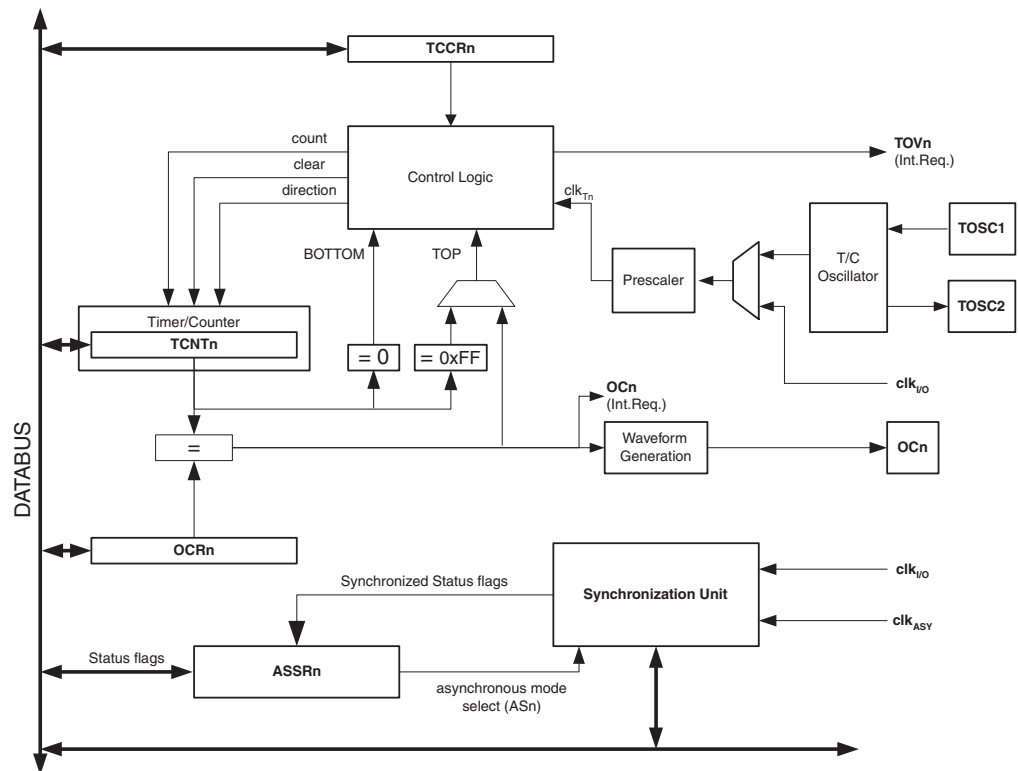 TCCRn
count
clear
direction
Control Logic
TOVn
(Int.Req.)
clkTn
BOTTOM
TOP
TOSC1
T/C
Oscillator
Prescaler
TOSC2
Timer/Counter
TCNTn
= 0
= 0xFF
clkI/O
OCn
(Int.Req.)
Waveform
Generation
OCn
=
DATABUS
OCRn
Synchronized Status flags
Synchronization Unit
clkI/O
clkASY
Status flags
ASSRn
asynchronous mode
select (ASn)